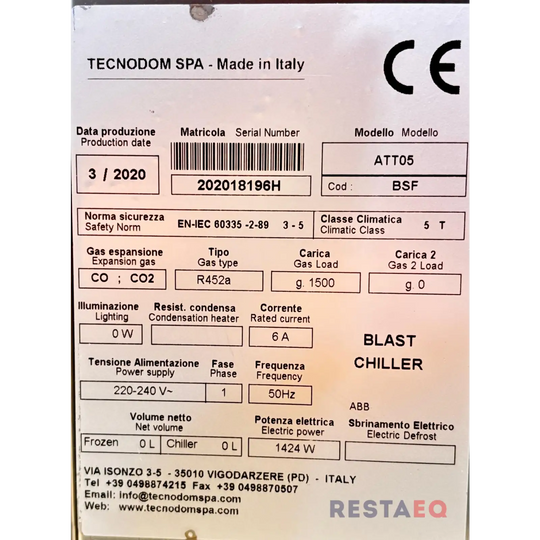 TECNODOM SPA - Made in Italy
CE
Data produzione Matricola Serial Number Modello Modello
Production date
3 / 2020 202018196H ATT05
Cod : BSF
Norma sicurezza EN-IEC 60335 -2-89 3 - 5 Classe Climatica 5 T
Safety Norm Climatic Class
Gas espansione Tipo Carica Carica 2
Expansion gas Gas type Gas Load Gas 2 Load
CO ; CO2 R452a g. 1500 g. 0
Illuminazione Resist. condensa Corrente
Lighting Condensation heater Rated current
0 W 6 A
BLAST
CHILLER
Tensione Alimentazione Fase Frequenza
Power supply Phase Frequency
220-240 V~ 1 50Hz
ABB
Volume netto Potenza elettrica Sbrinamento Elettrico
Net volume Electric power Electric Defrost
Frozen 0 L Chiller 0 L 1424 W
VIA ISONZO 3-5 - 35010 VIGODARZERE (PD) - ITALY
Tel +39 0498874215 Fax +39 0498870507
Email: info@tecnodomspa.com
Web: www.tecnodomspa.com
RESTAEQ